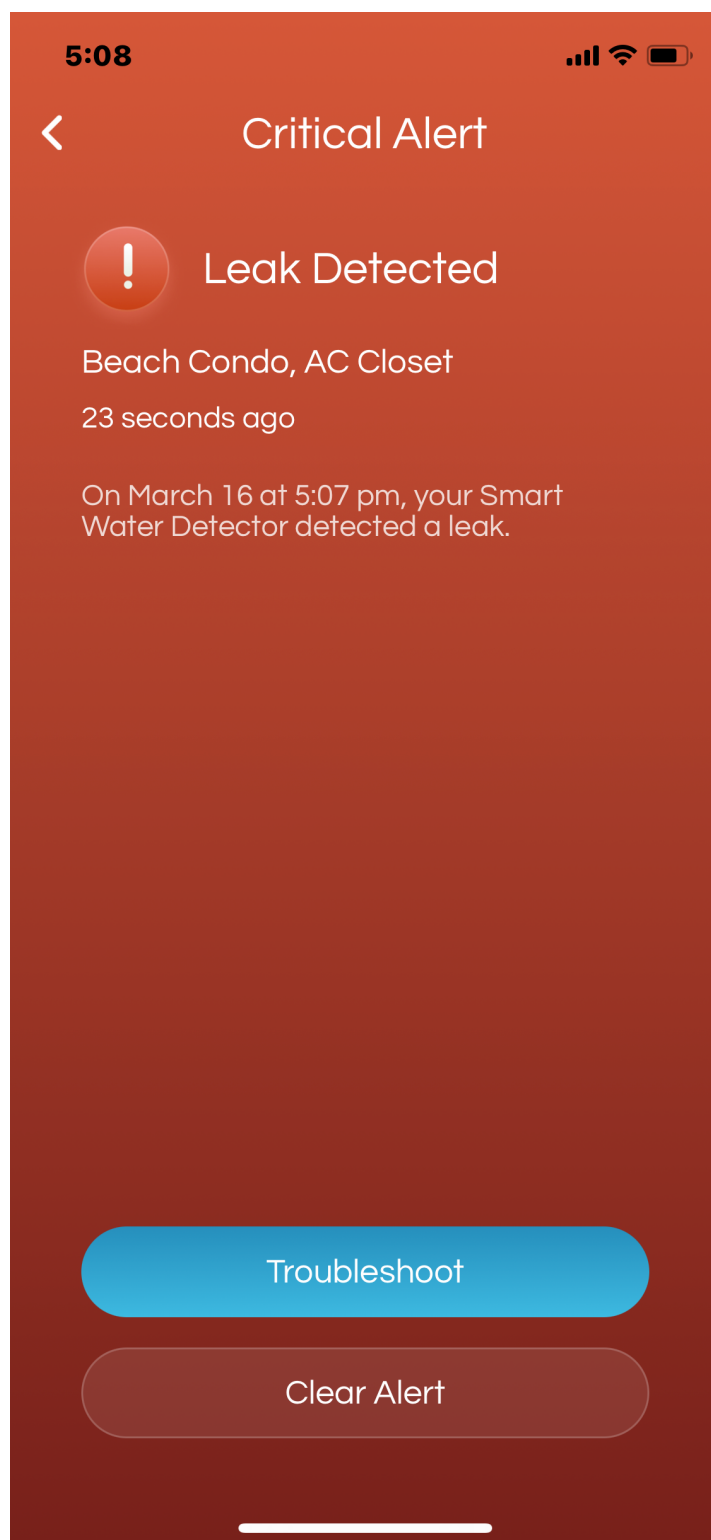 5:08
Critical Alert
Leak Detected
Beach Condo, AC Closet
23 seconds ago
On March 16 at 5:07 pm, your Smart
Water Detector detected a leak.
Troubleshoot
Clear Alert